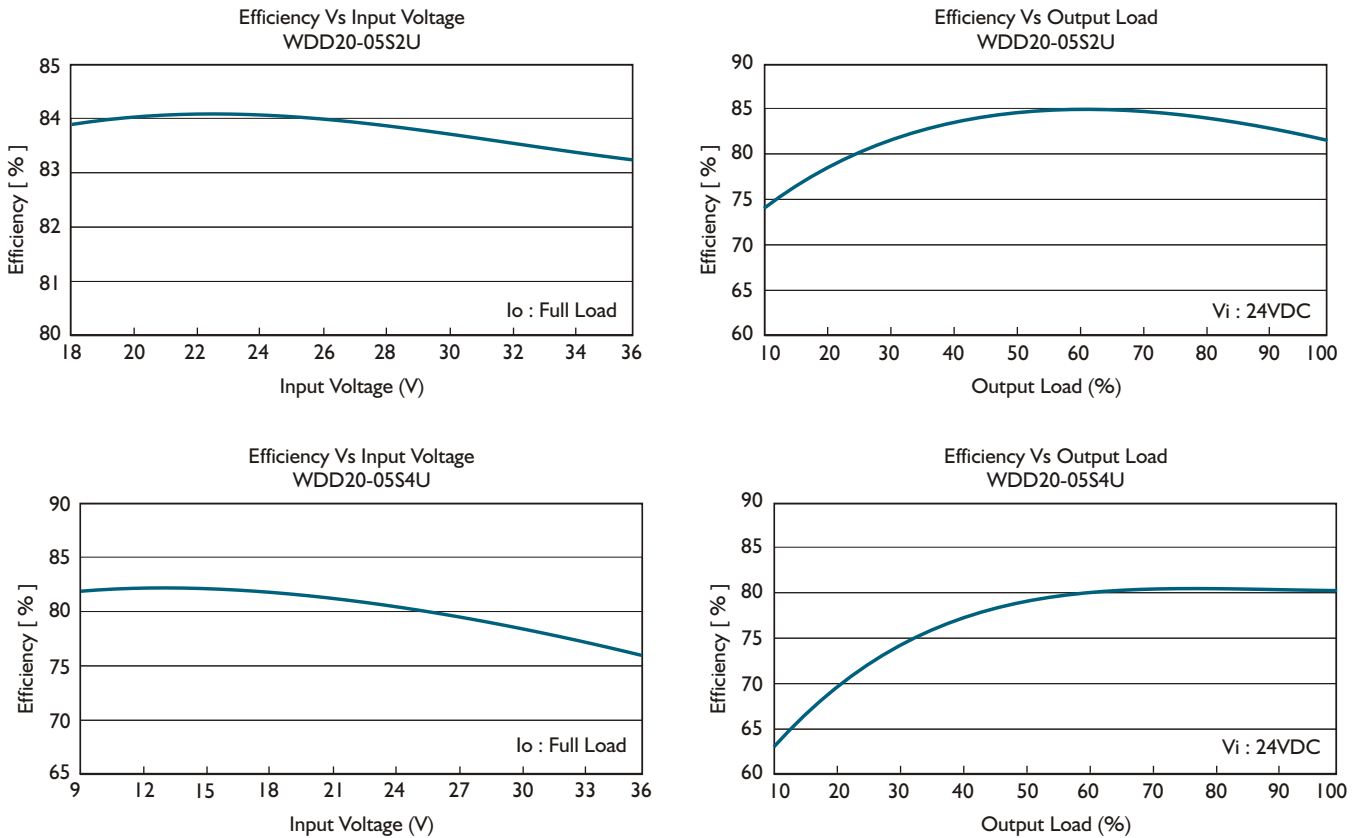 Efficiency Vs Input Voltage
WDD20-05S2U
85
84
83
82
81
80
Efficiency [ % ]
Io : Full Load
18 20 22 24 26 28 30 32 34 36
Input Voltage (V)
Efficiency Vs Output Load
WDD20-05S2U
90
85
80
75
70
65
60
Efficiency [ % ]
Vi : 24VDC
10 20 30 40 50 60 70 80 90 100
Output Load (%)
Efficiency Vs Input Voltage
WDD20-05S4U
90
85
80
75
70
65
Efficiency [ % ]
Io : Full Load
9 12 15 18 21 24 27 30 33 36
Input Voltage (V)
Efficiency Vs Output Load
WDD20-05S4U
90
85
80
75
70
65
60
Efficiency [ % ]
Vi : 24VDC
10 20 30 40 50 60 70 80 90 100
Output Load (%)